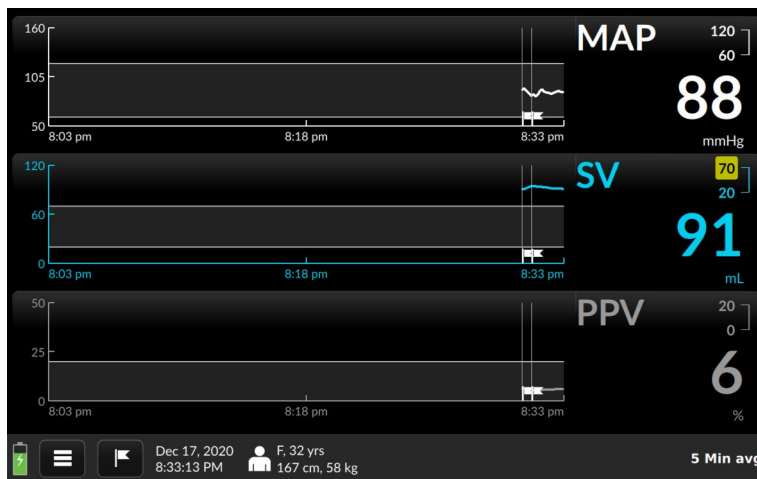 160
105
50
8:03 pm
8:18 pm
8:33 pm
MAP
120
60
88
mmHg
120
60
0
8:03 pm
8:18 pm
8:33 pm
SV
70
20
91
mL
50
25
0
8:03 pm
8:18 pm
8:33 pm
PPV
20
0
6
%
Dec 17, 2020
8:33:13 PM
F, 32 yrs
167 cm, 58 kg
5 Min avg